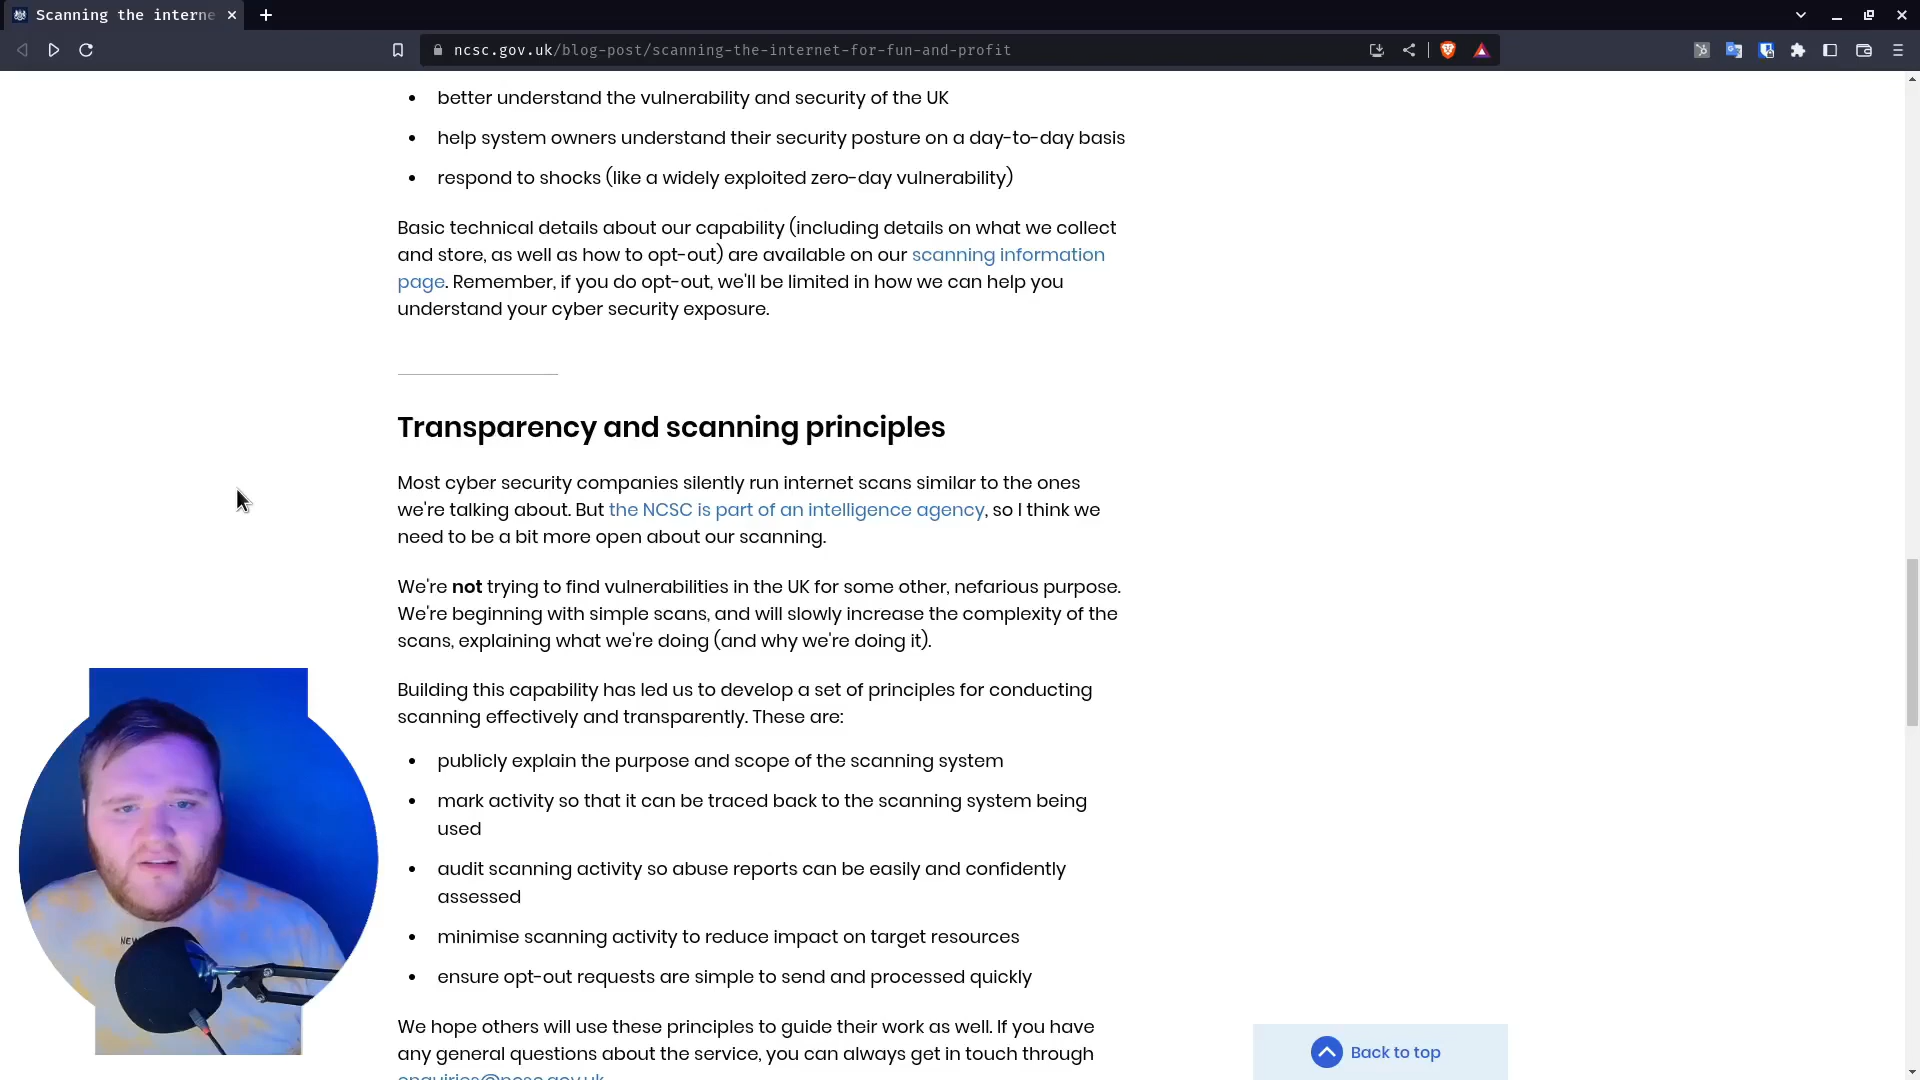 Scanning the interne
ncsc.gov.uk/blog-post/scanning-the-internet-for-fun-and-profit
• better understand the vulnerability and security of the UK
• help system owners understand their security posture on a day-to-day basis
• respond to shocks (like a widely exploited zero-day vulnerability)
Basic technical details about our capability (including details on what we collect
and store, as well as how to opt-out) are available on our scanning information
page. Remember, if you do opt-out, we'll be limited in how we can help you
understand your cyber security exposure.
Transparency and scanning principles
Most cyber security companies silently run internet scans similar to the ones
we're talking about. But the NCSC is part of an intelligence agency, so I think we
need to be a bit more open about our scanning.
We're not trying to find vulnerabilities in the UK for some other, nefarious purpose.
We're beginning with simple scans, and will slowly increase the complexity of the
scans, explaining what we're doing (and why we're doing it).
Building this capability has led us to develop a set of principles for conducting
scanning effectively and transparently. These are:
• publicly explain the purpose and scope of the scanning system
• mark activity so that it can be traced back to the scanning system being
used
• audit scanning activity so abuse reports can be easily and confidently
assessed
• minimise scanning activity to reduce impact on target resources
• ensure opt-out requests are simple to send and processed quickly
We hope others will use these principles to guide their work as well. If you have
any general questions about the service, you can always get in touch through
enquiries@ncsc.gov.uk
Back to top
NEW